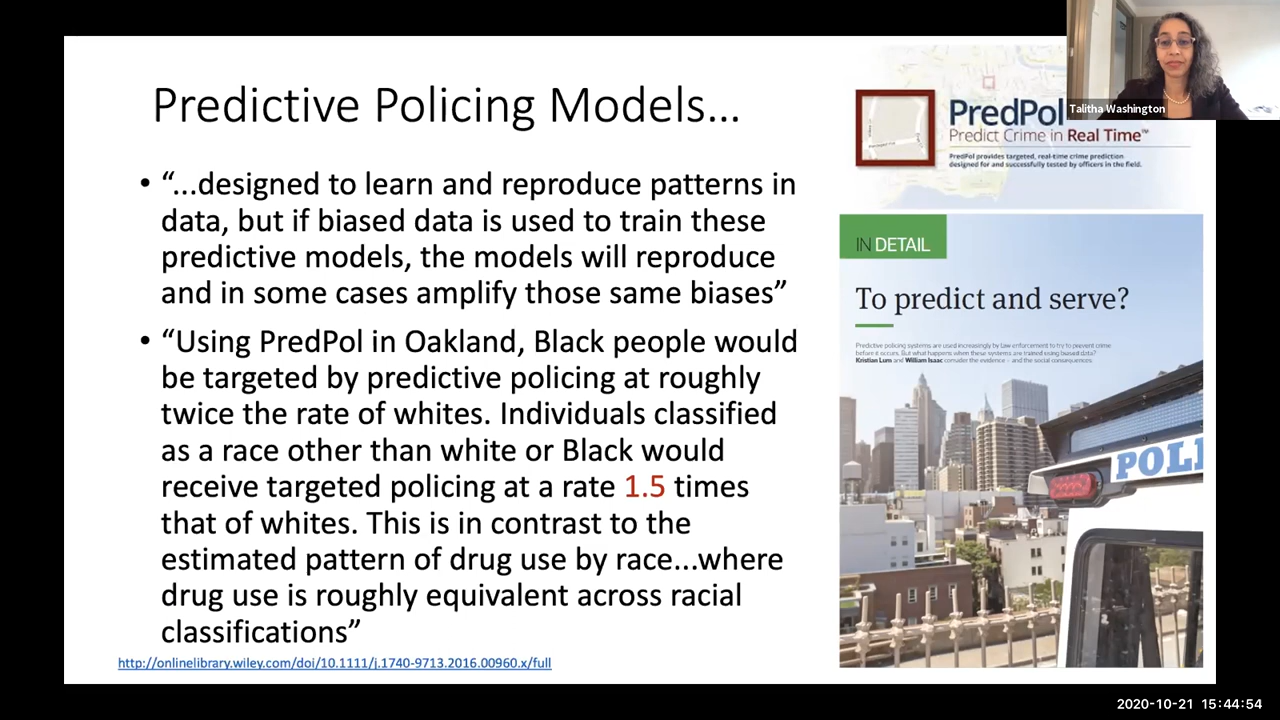 Predictive Policing Models...
• “...designed to learn and reproduce patterns in
data, but if biased data is used to train these
predictive models, the models will reproduce
and in some cases amplify those same biases”
• “Using PredPol in Oakland, Black people would
be targeted by predictive policing at roughly
twice the rate of whites. Individuals classified
as a race other than white or Black would
receive targeted policing at a rate 1.5 times
that of whites. This is in contrast to the
estimated pattern of drug use by race...where
drug use is roughly equivalent across racial
classifications”
http://onlinelibrary.wiley.com/doi/10.1111/j.1740-9713.2016.00960.x/full
Talitha Washington
PredPol
Predict Crime in Real Time™
PredPol provides targeted, real-time crime prediction
designed for and successfully tested by officers in the field.
IN DETAIL
To predict and serve?
Predictive policing systems are used increasingly by law enforcement to try to prevent crime
before it occurs. But what happens when these systems are trained using biased data?
Kristian Lum and William Isaac consider the evidence – and the social consequences
POLI
2020-10-21 15:44:54